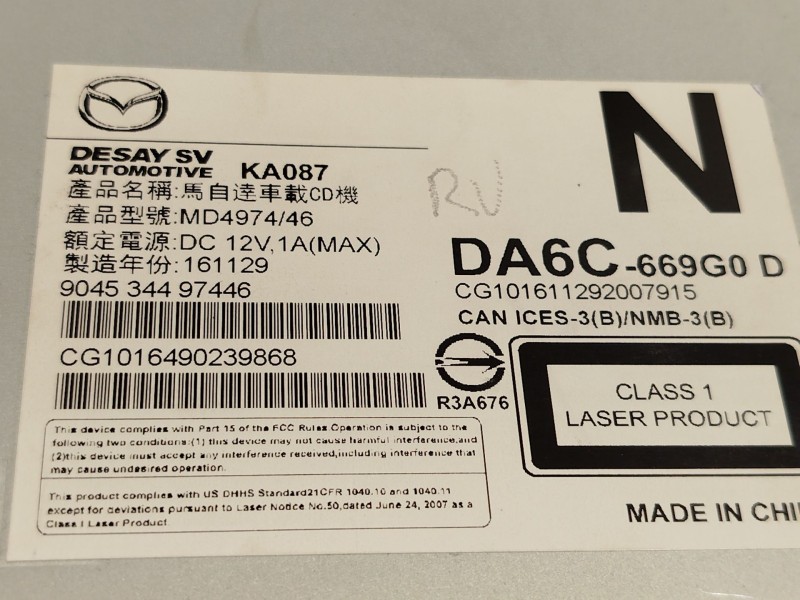 DESAY SV
AUTOMOTIVE KA087
產品名稱:馬自達車載CD機
產品型號:MD4974/46
額定電源:DC 12V,1A(MAX)
製造年份:161129
9045 344 97446
CG1016490239868
This device complies with Part 15 of the FCC Rules.Operation is subject to the
following two conditions:(1) this device may not cause harmful interference,and
(2)this device must accept any interference received,including interference that
may cause undesired operation.
This product complies with US DHHS Standard21CFR 1040.10 and 1040.11
except for deviations pursuant to Laser Notice No.50,dated June 24, 2007 as a
Class I Laser Product.
N
RU
DA6C-669G0 D
CG101611292007915
CAN ICES-3(B)/NMB-3(B)
R3A676
CLASS 1
LASER PRODUCT
MADE IN CHI